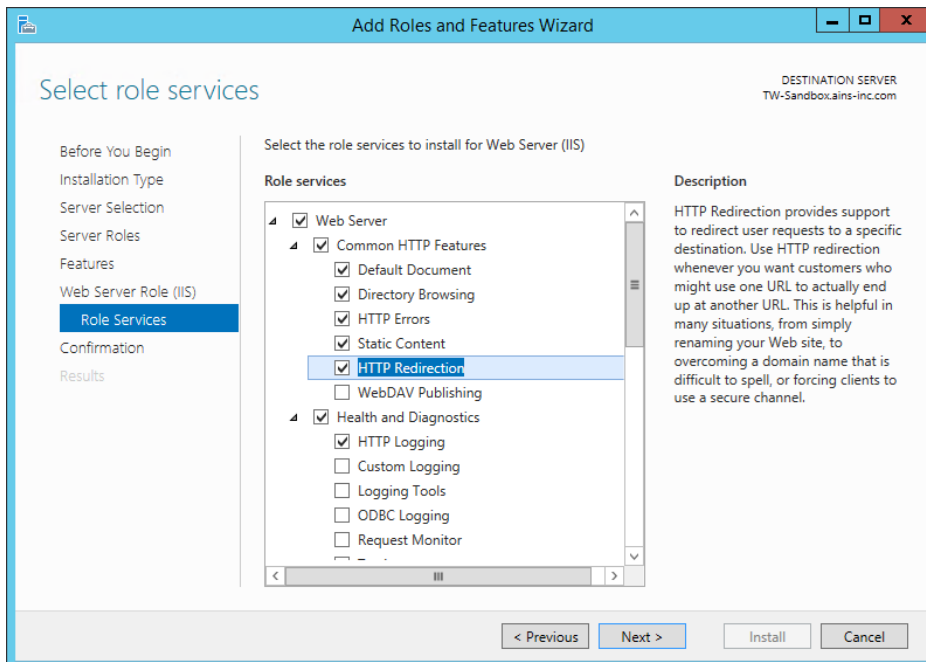 Add Roles and Features Wizard
Select role services
DESTINATION SERVER
TW-Sandbox.ains-inc.com
Before You Begin
Installation Type
Server Selection
Server Roles
Features
Web Server Role (IIS)
Role Services
Confirmation
Results
Select the role services to install for Web Server (IIS)
Role services
Web Server
Common HTTP Features
Default Document
Directory Browsing
HTTP Errors
Static Content
HTTP Redirection
WebDAV Publishing
Health and Diagnostics
HTTP Logging
Custom Logging
Logging Tools
ODBC Logging
Request Monitor
Description
HTTP Redirection provides support
to redirect user requests to a specific
destination. Use HTTP redirection
whenever you want customers who
might use one URL to actually end
up at another URL. This is helpful in
many situations, from simply
renaming your Web site, to
overcoming a domain name that is
difficult to spell, or forcing clients to
use a secure channel.
< Previous
Next >
Install
Cancel